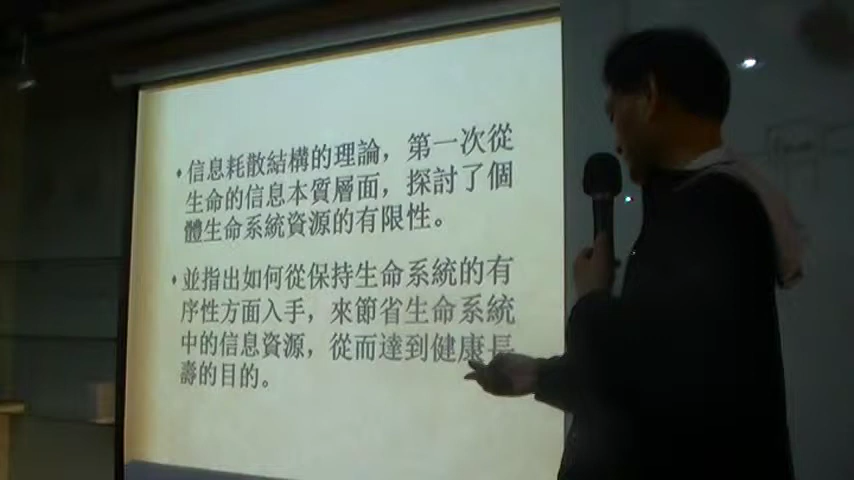 •信息耗散結構的理論，第一次從
生命的信息本質層面，探討了個
體生命系統資源的有限性。
•並指出如何從保持生命系統的有
序性方面入手，來節省生命系統
中的信息資源，從而達到健康長
壽的目的。